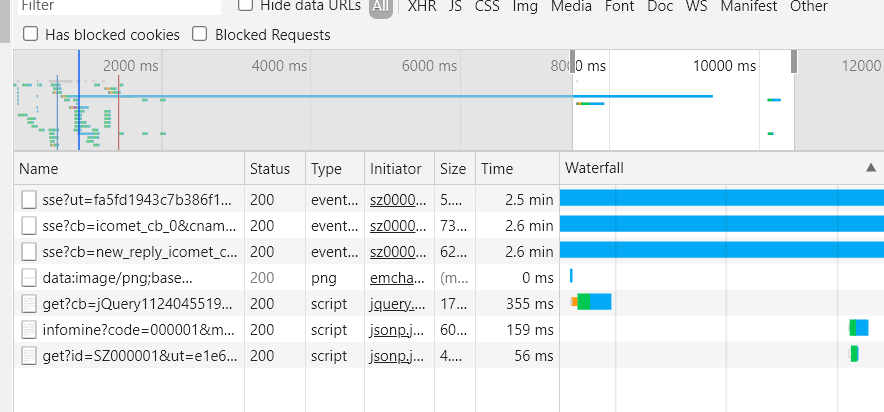 Filter
Hide data URLs All XHR JS CSS Img Media Font Doc WS Manifest Other
Has blocked cookies Blocked Requests
2000 ms 4000 ms 6000 ms 8000 ms 10000 ms 12000
Name Status Type Initiator Size Time Waterfall
sse?ut=fa5fd1943c7b386f1... 200 event... sz0000... 5.... 2.5 min
sse?cb=icomet_cb_0&cnam... 200 event... sz0000... 73... 2.6 min
sse?cb=new_reply_icomet_c... 200 event... sz0000... 62... 2.6 min
data:image/png;base... 200 png emcha... (m... 0 ms
get?cb=jQuery1124045519... 200 script jquery.... 17... 355 ms
infomine?code=000001&m... 200 script jsonp.j... 60... 159 ms
get?id=SZ000001&ut=e1e6... 200 script jsonp.j... 4.... 56 ms